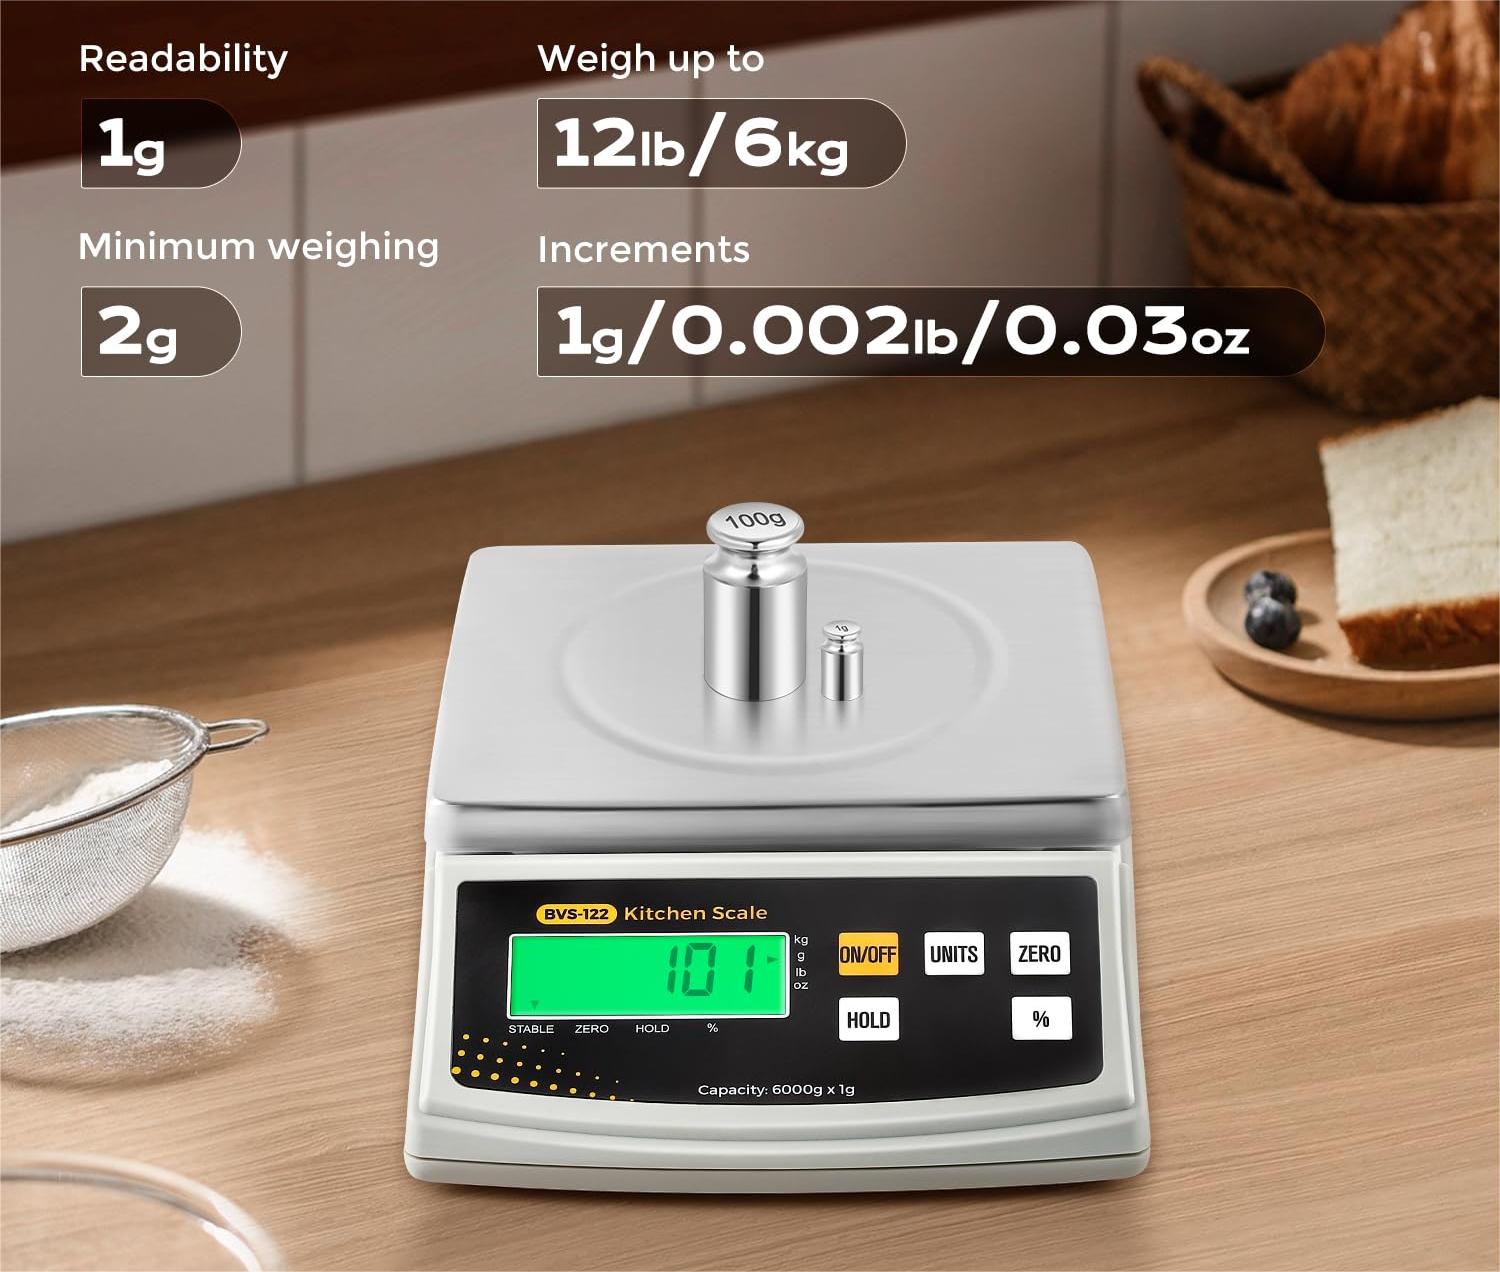 Readability
1g
Weigh up to
12lb/6kg
Minimum weighing
2g
Increments
1g/0.002lb/0.03oz
100g
1g
BVS-122 Kitchen Scale
101
kg
g
lb
oz
STABLE ZERO HOLD %
ON/OFF UNITS ZERO
HOLD %
Capacity: 6000g x 1g